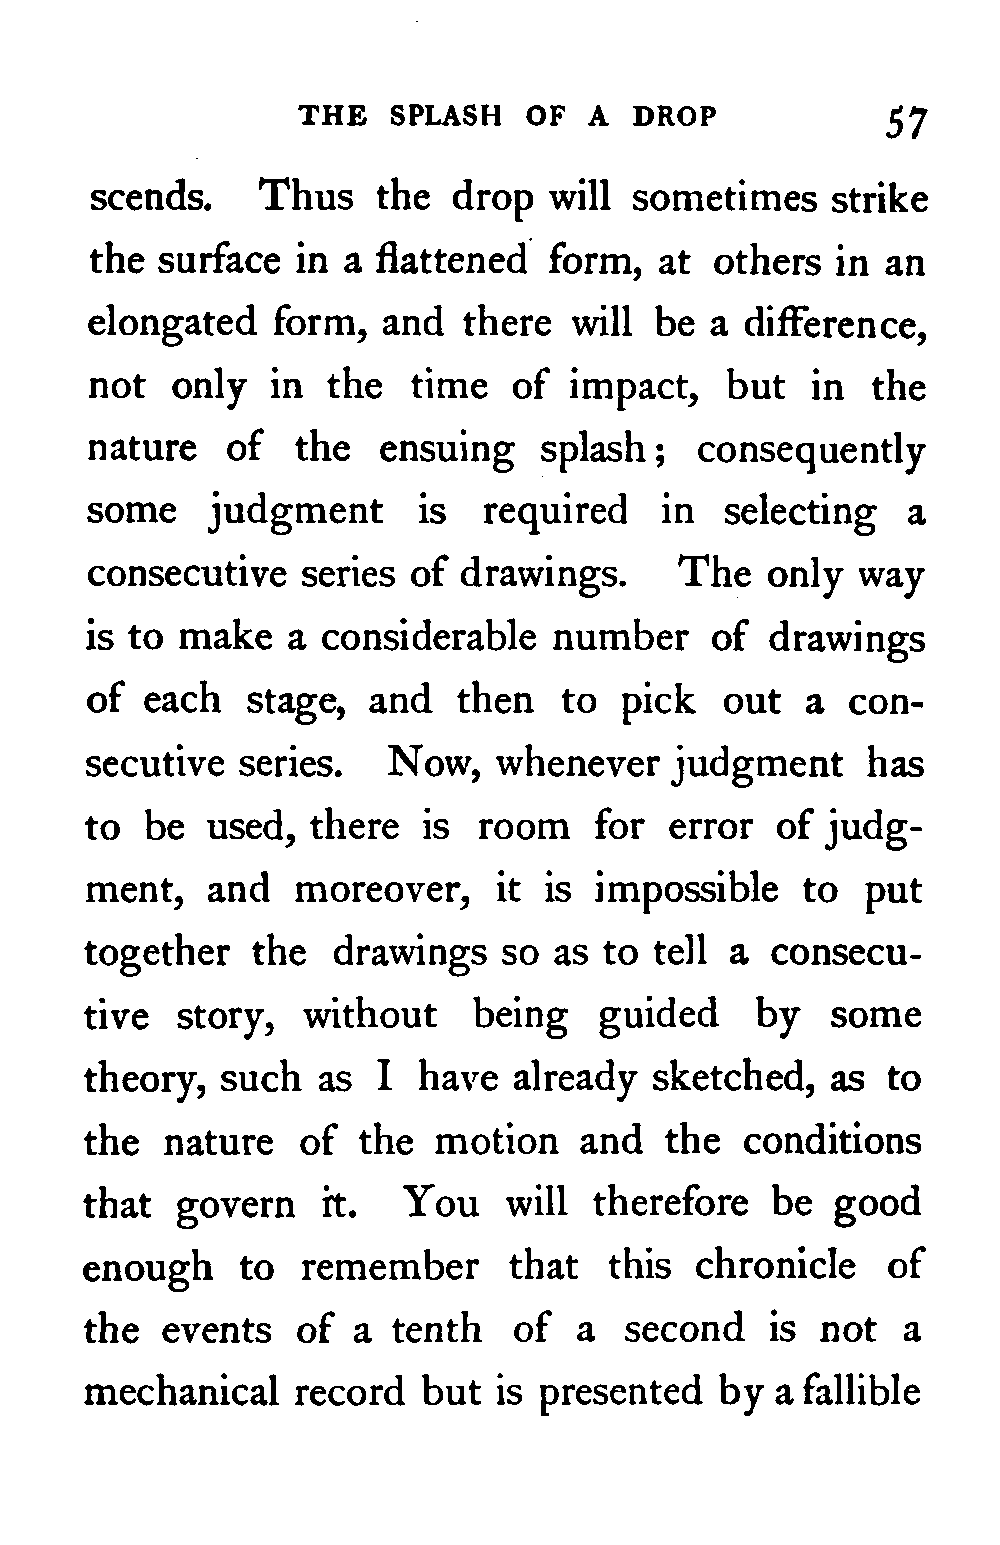 THE SPLASH OF A DROP 57
scends. Thus the drop will sometimes strike
the surface in a flattened form, at others in an
elongated form, and there will be a difference,
not only in the time of impact, but in the
nature of the ensuing splash; consequently
some judgment is required in selecting a
consecutive series of drawings. The only way
is to make a considerable number of drawings
of each stage, and then to pick out a con-
secutive series. Now, whenever judgment has
to be used, there is room for error of judg-
ment, and moreover, it is impossible to put
together the drawings so as to tell a consecu-
tive story, without being guided by some
theory, such as I have already sketched, as to
the nature of the motion and the conditions
that govern it. You will therefore be good
enough to remember that this chronicle of
the events of a tenth of a second is not a
mechanical record but is presented by a fallible